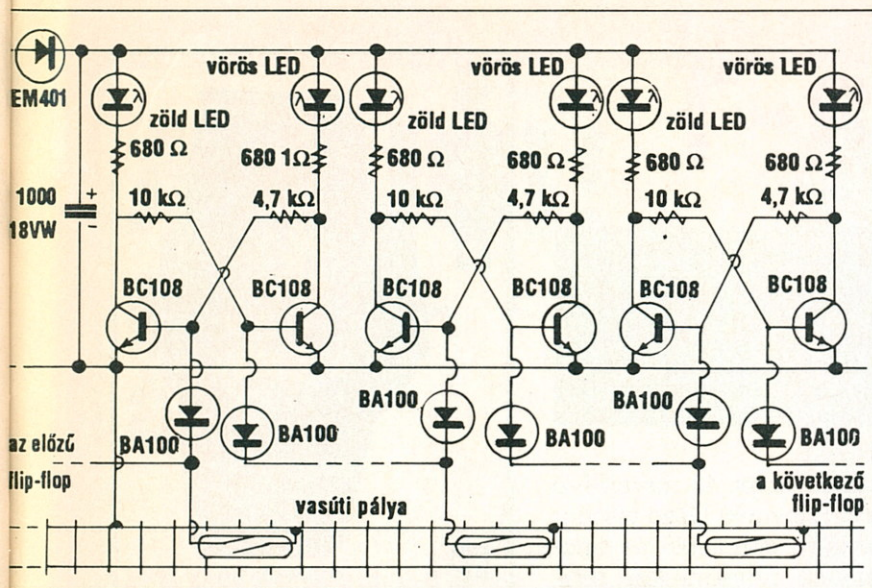 vörös LED
vörös LED
vörös LED
EM401
λ
λ
λ
λ
λ
λ
zöld LED
zöld LED
zöld LED
680 Ω
680 1Ω
680 Ω
680 Ω
680 Ω
680 Ω
1000
18VW
+
-
10 kΩ
4,7 kΩ
10 kΩ
4,7 kΩ
10 kΩ
4,7 kΩ
BC108
BC108
BC108
BC108
BC108
BC108
BA100
BA100
BA100
BA100
BA100
BA100
az előzű
flip-flop
vasúti pálya
a következő
flip-flop